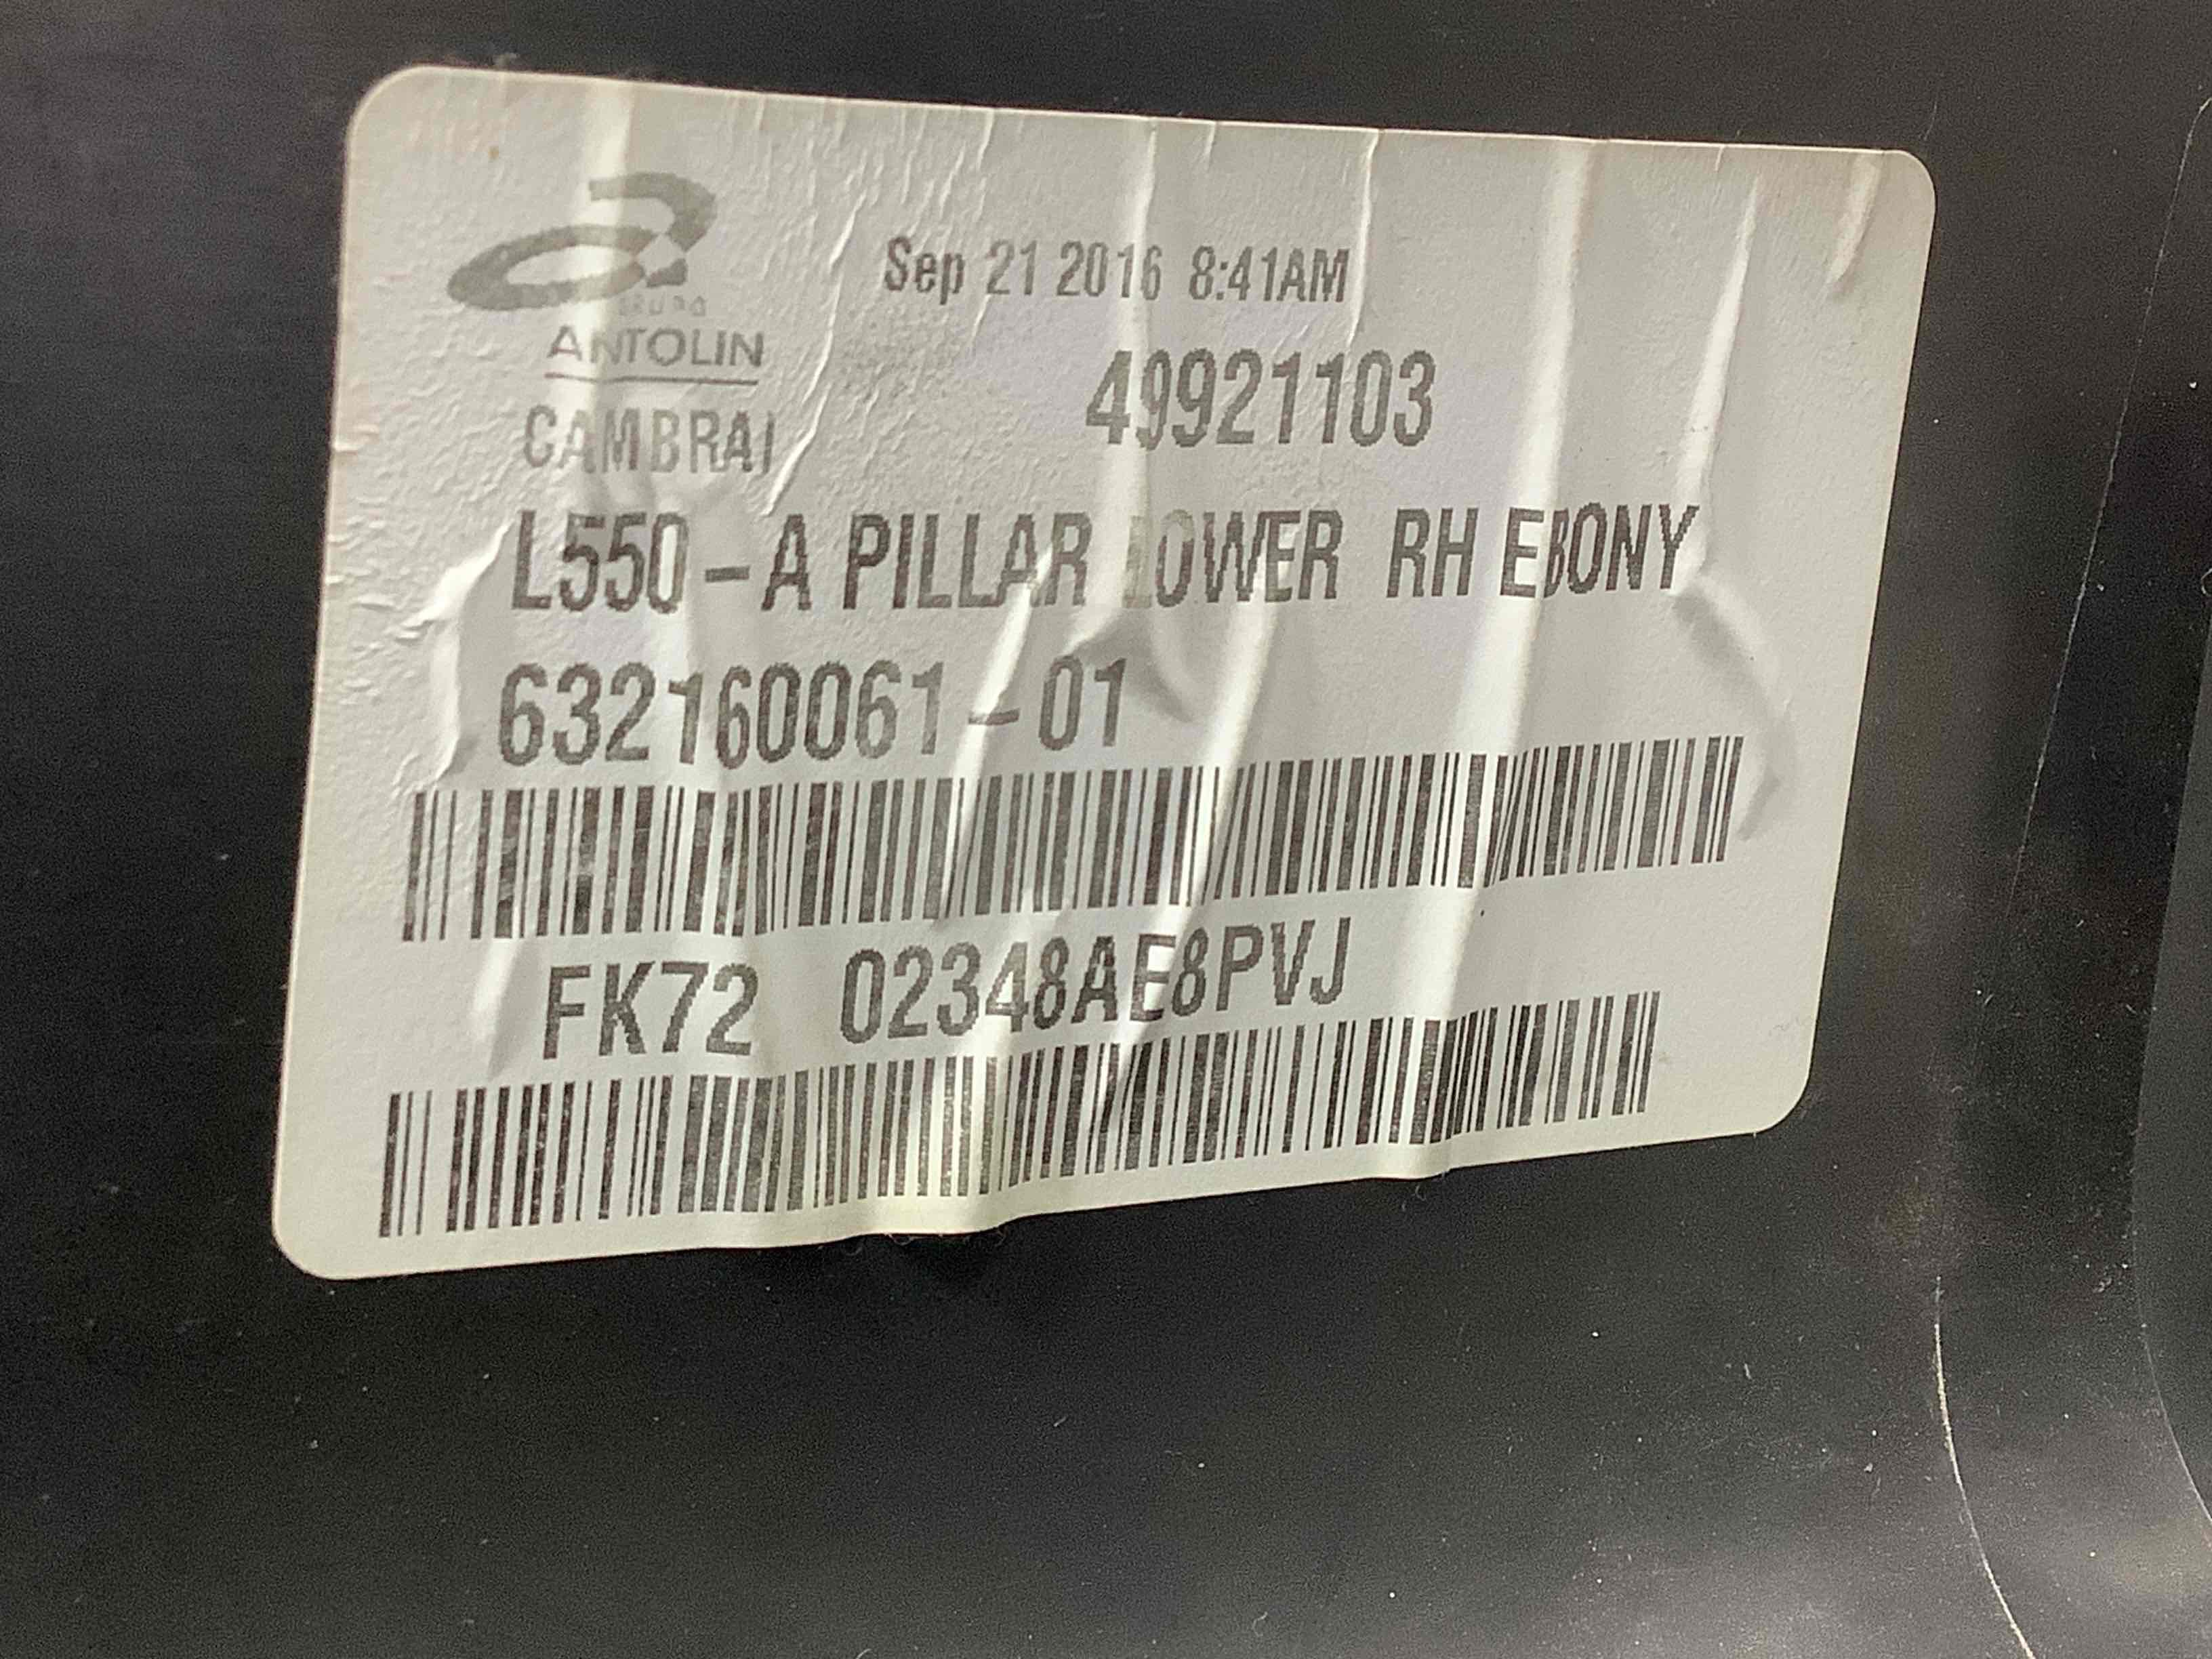 Sep 21 2016 8:41AM
GRUPO
ANTOLIN
CAMBRAI
49921103
L550-A PILLAR LOWER RH EBONY
632160061-01
FK72 02348AE8PVJ